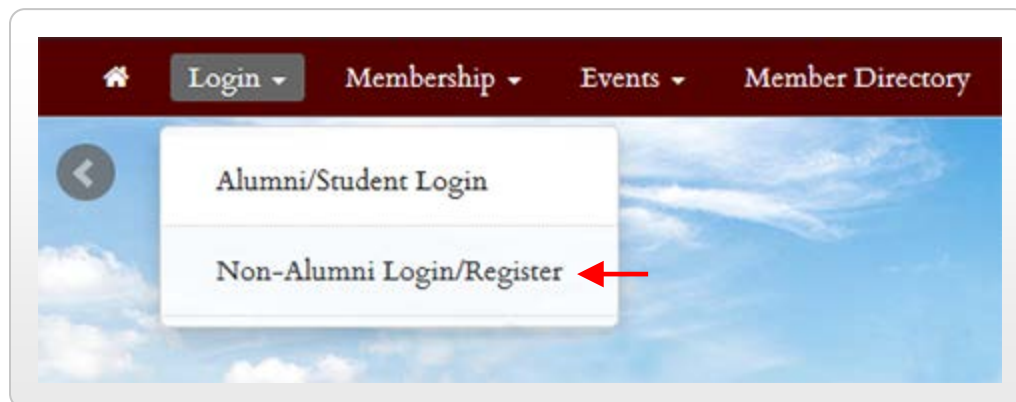 Login Membership Events Member Directory
Alumni/Student Login
Non-Alumni Login/Register